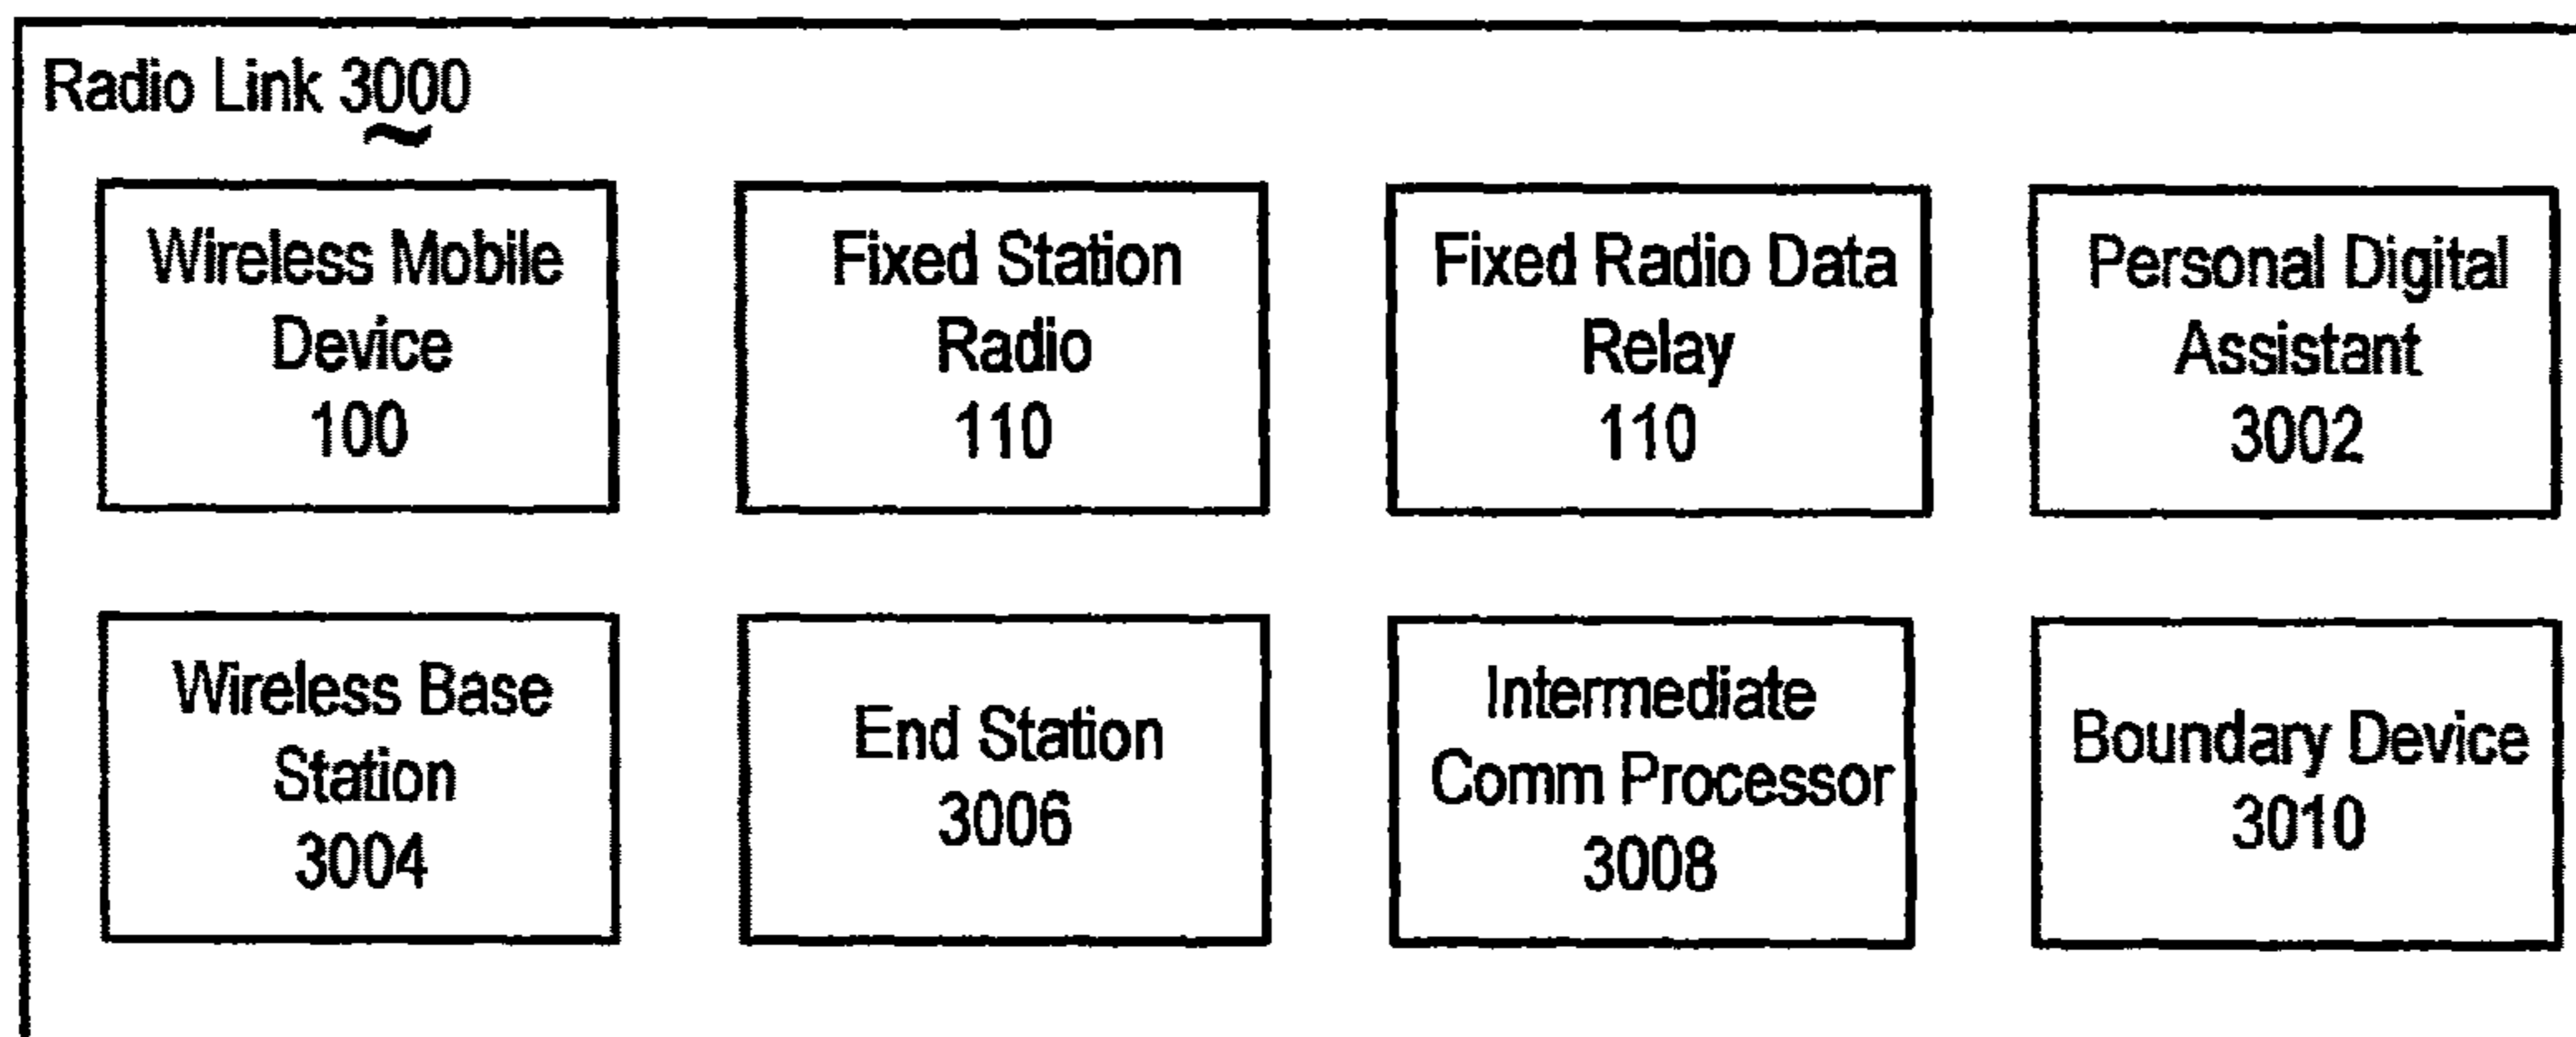 Radio Link 3000
Wireless Mobile
Device
100
Fixed Station
Radio
110
Fixed Radio Data
Relay
110
Personal Digital
Assistant
3002
Wireless Base
Station
3004
End Station
3006
Intermediate
Comm Processor
3008
Boundary Device
3010